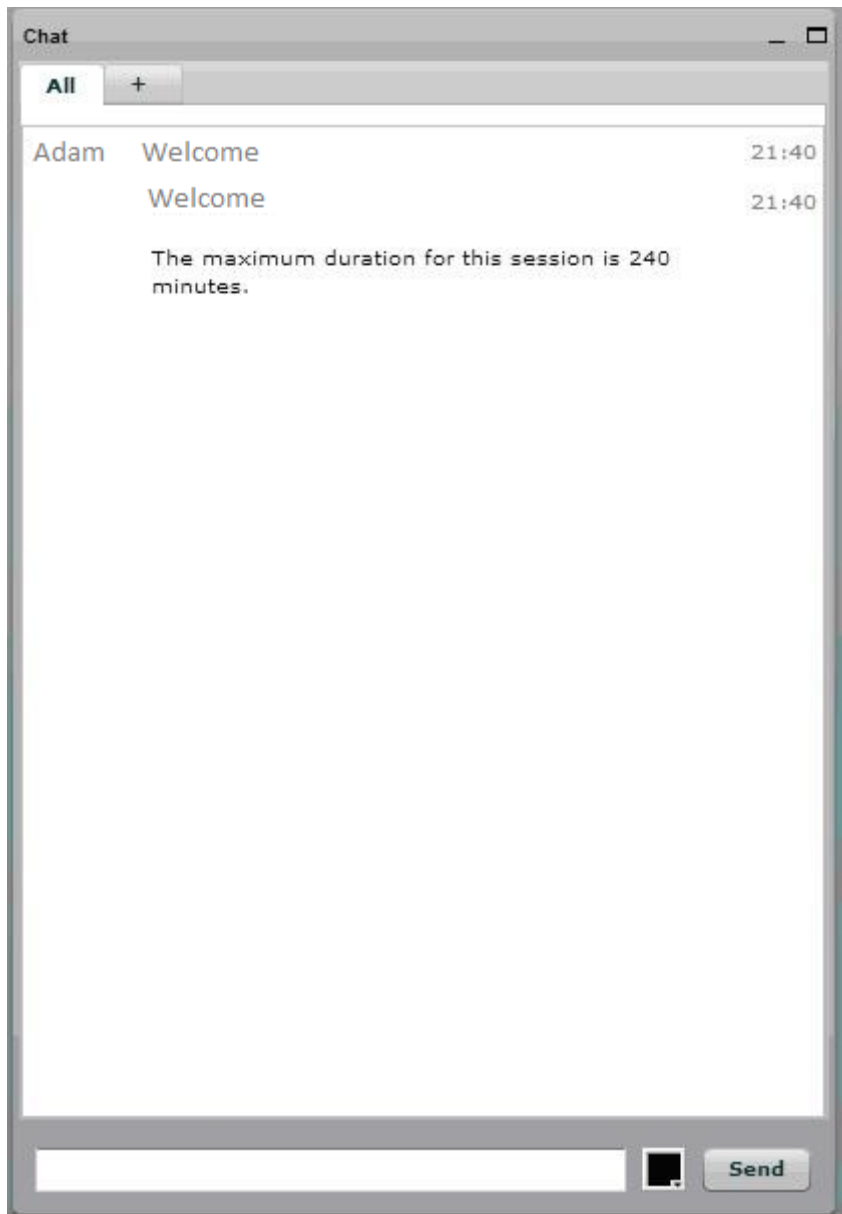 Chat
All +
Adam Welcome 21:40
Welcome 21:40
The maximum duration for this session is 240
minutes.
Send